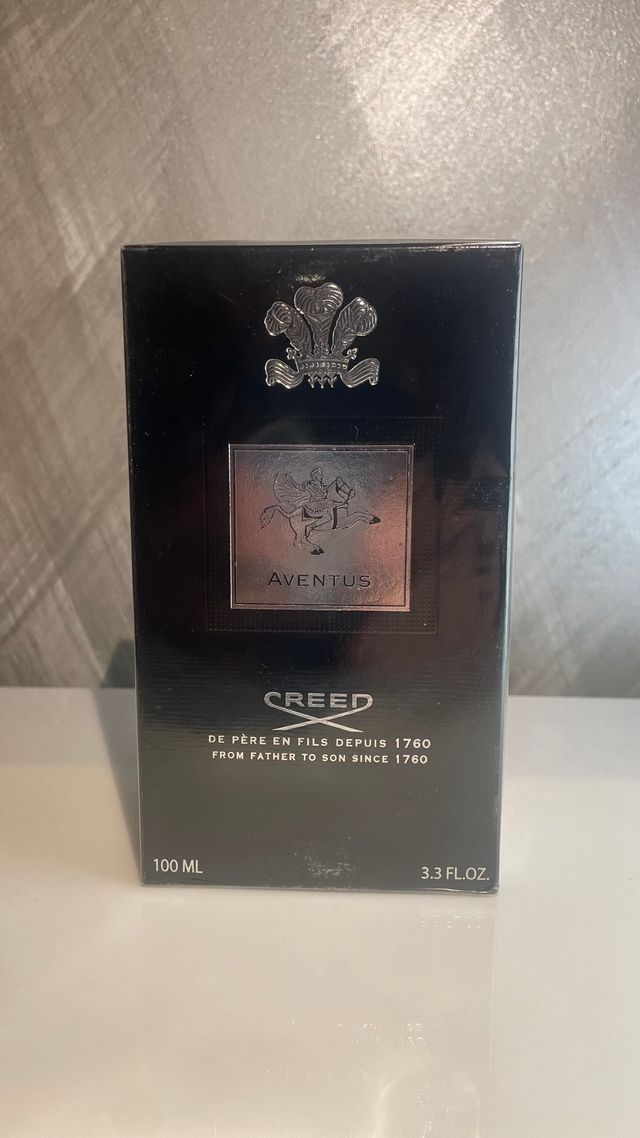 AVENTUS
CREED
DE PÈRE EN FILS DEPUIS 1760
FROM FATHER TO SON SINCE 1760
100 ML
3.3 FL.OZ.